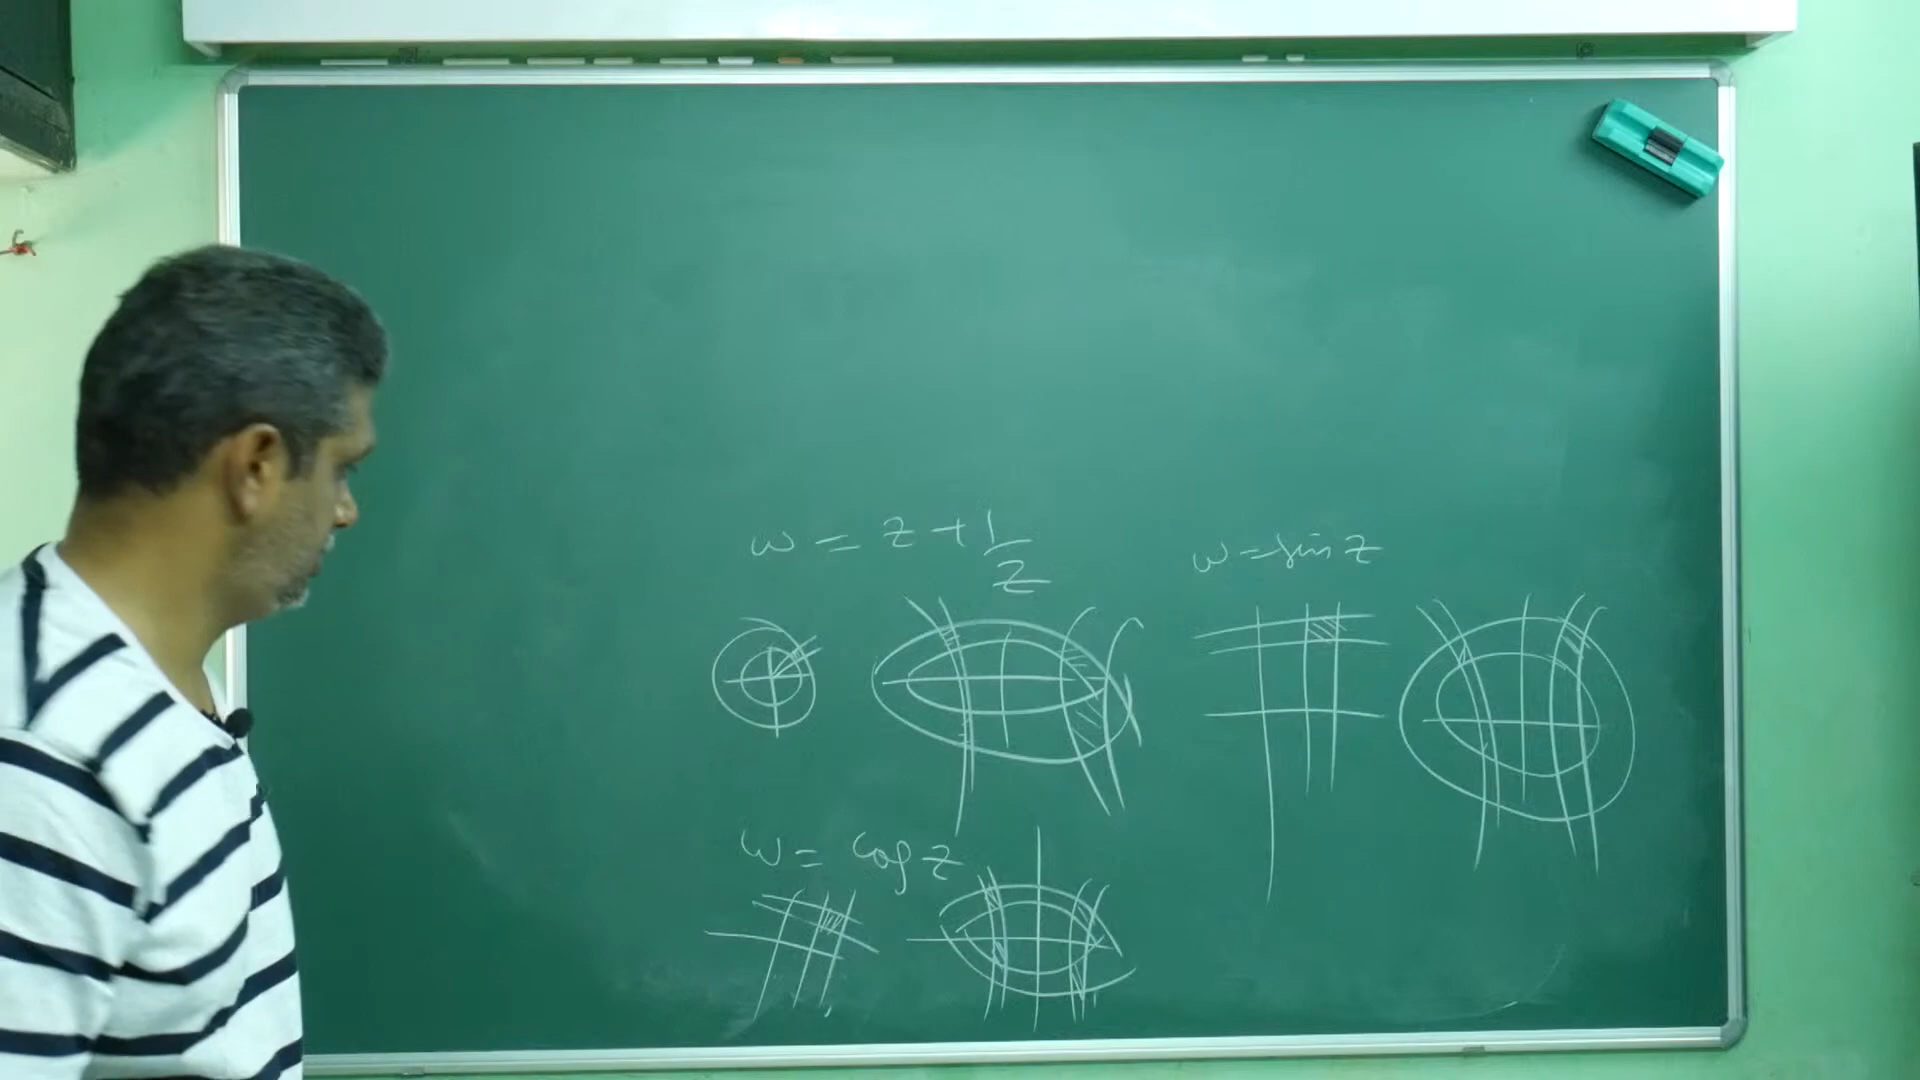 w = z + 1/z
w = sin z
w = cos z